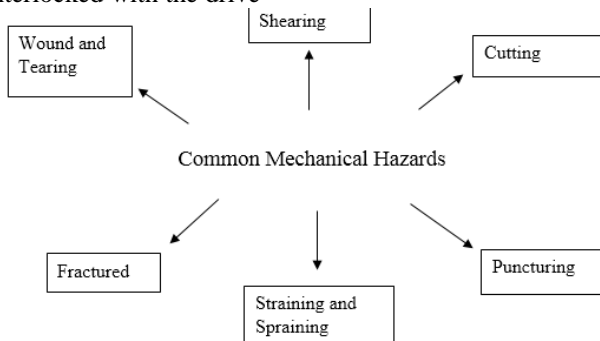 interlocked with the drive
Shearing
Wound and
Tearing
Cutting
Common Mechanical Hazards
Fractured
Puncturing
Straining and
Spraining